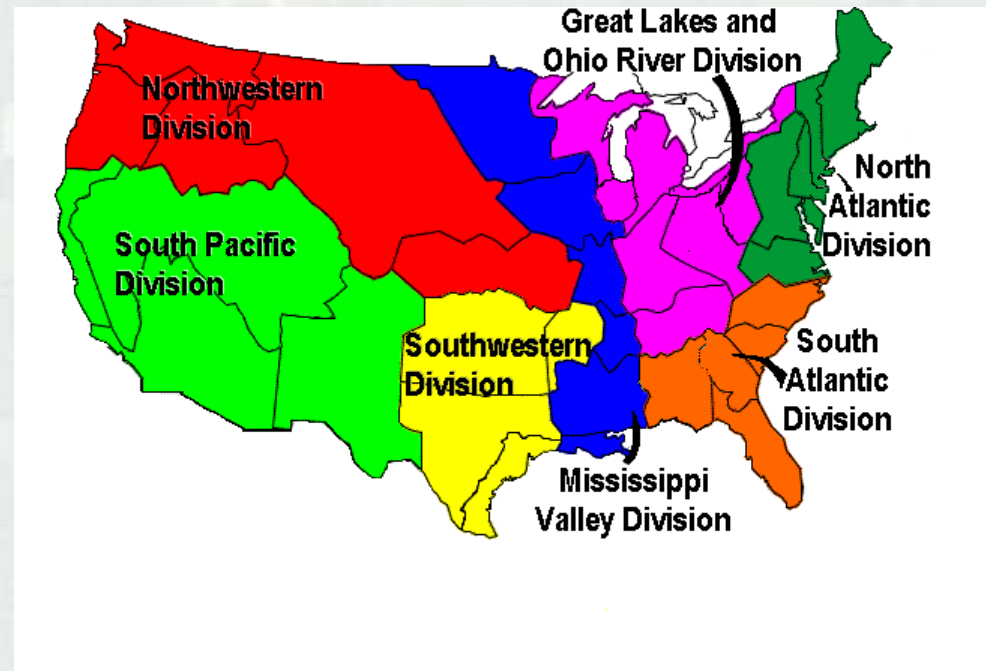 Great Lakes and
Ohio River Division
Northwestern
Division
North
Atlantic
Division
South Pacific
Division
Southwestern
Division
South
Atlantic
Division
Mississippi
Valley Division